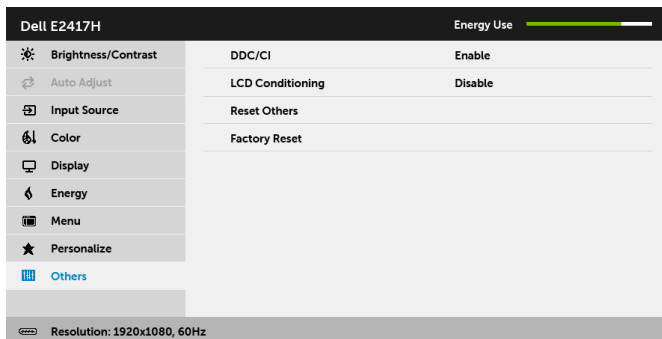 Dell E2417H Energy Use
Brightness/Contrast DDC/CI Enable
Auto Adjust LCD Conditioning Disable
Input Source Reset Others
Color Factory Reset
Display
Energy
Menu
Personalize
Others
Resolution: 1920x1080, 60Hz